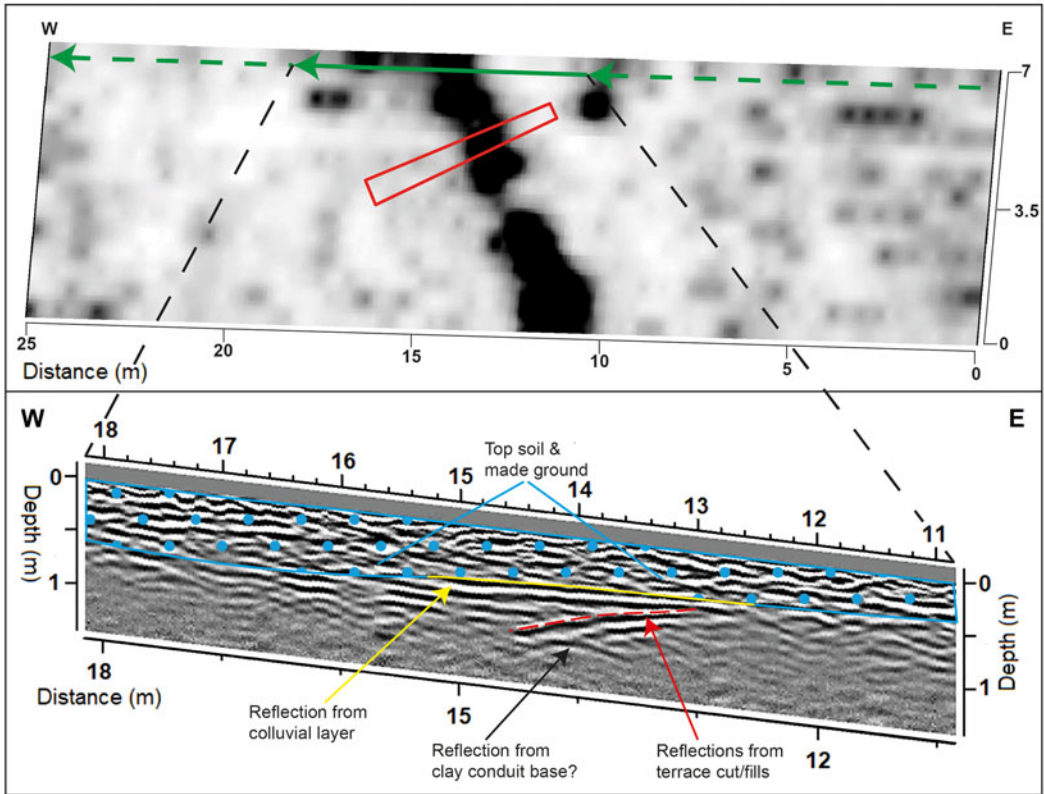 W
E
7
3.5
0
25
20
15
10
5
0
Distance (m)
W
E
18
17
16
15
14
13
12
11
Top soil &
made ground
0
1
Depth (m)
0
1
Depth (m)
18
15
12
Distance (m)
Reflection from
colluvial layer
Reflection from
clay conduit base?
Reflections from
terrace cut/fills